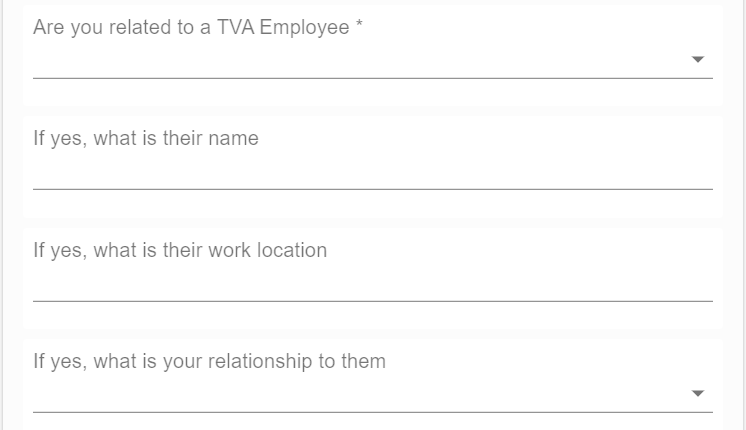 Are you related to a TVA Employee *
If yes, what is their name
If yes, what is their work location
If yes, what is your relationship to them